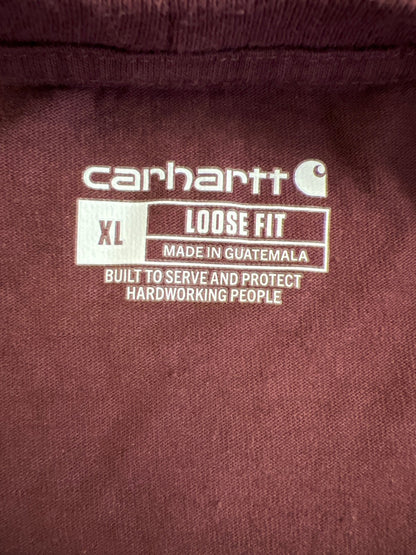 carhartt
XL
LOOSE FIT
MADE IN GUATEMALA
BUILT TO SERVE AND PROTECT
HARDWORKING PEOPLE